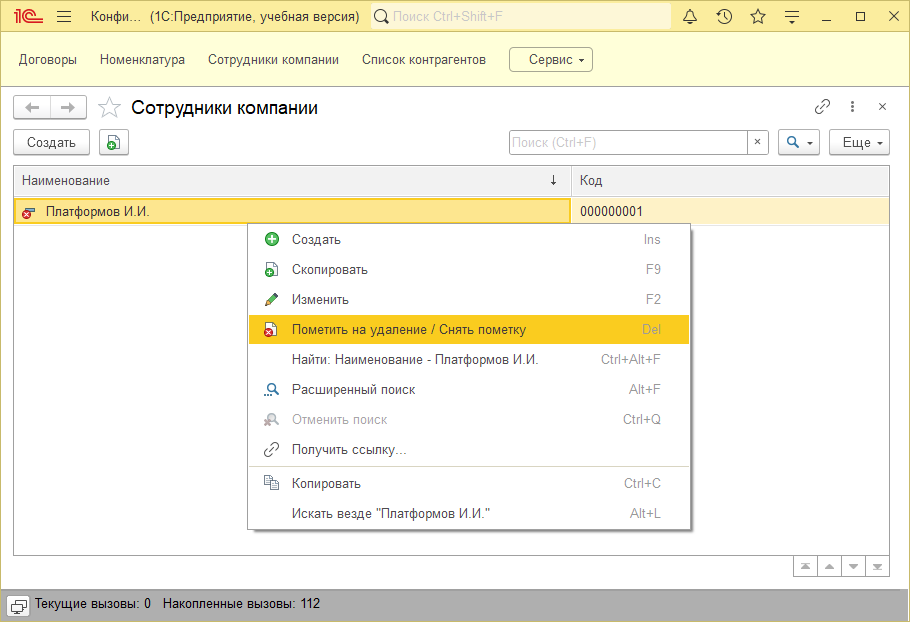 1С Конфи... (1С:Предприятие, учебная версия) Поиск Ctrl+Shift+F
Договоры Номенклатура Сотрудники компании Список контрагентов Сервис
Сотрудники компании
Создать Поиск (Ctrl+F) Еще
Наименование Код
Платформов И.И. 000000001
Создать Ins
Скопировать F9
Изменить F2
Пометить на удаление / Снять пометку Del
Найти: Наименование - Платформов И.И. Ctrl+Alt+F
Расширенный поиск Alt+F
Отменить поиск Ctrl+Q
Получить ссылку...
Копировать Ctrl+C
Искать везде "Платформов И.И." Alt+L
Текущие вызовы: 0 Накопленные вызовы: 112